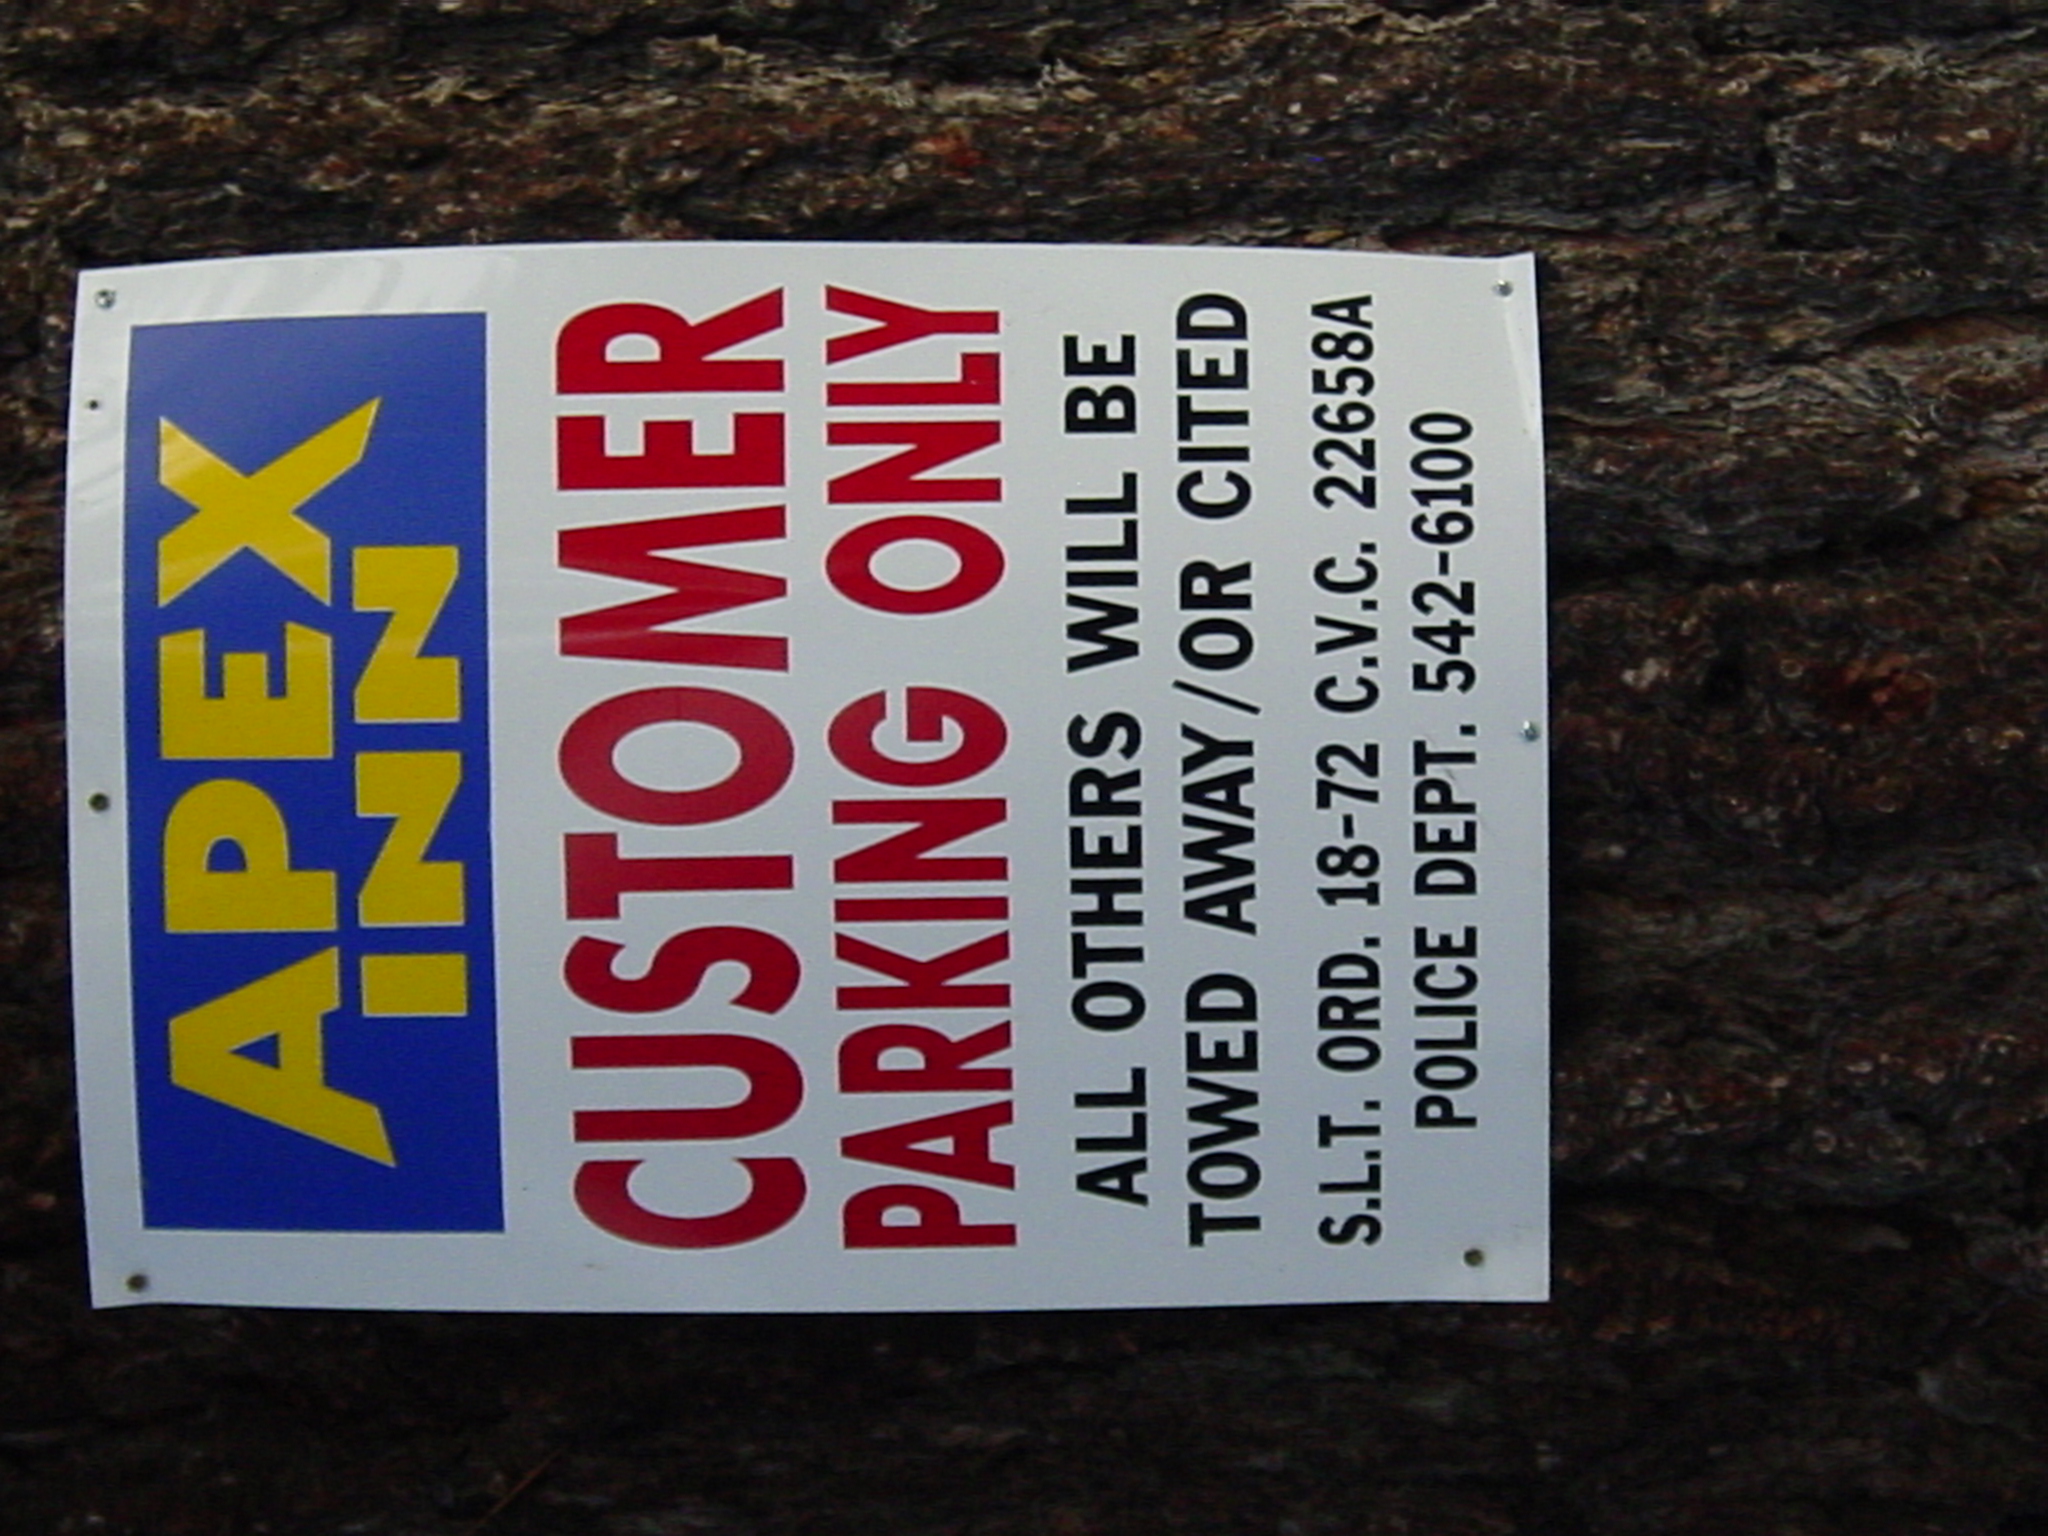 APEX
INN
CUSTOMER
PARKING ONLY
ALL OTHERS WILL BE
TOWED AWAY/OR CITED
S.L.T. ORD. 18-72 C.V.C. 22658A
POLICE DEPT. 542-6100